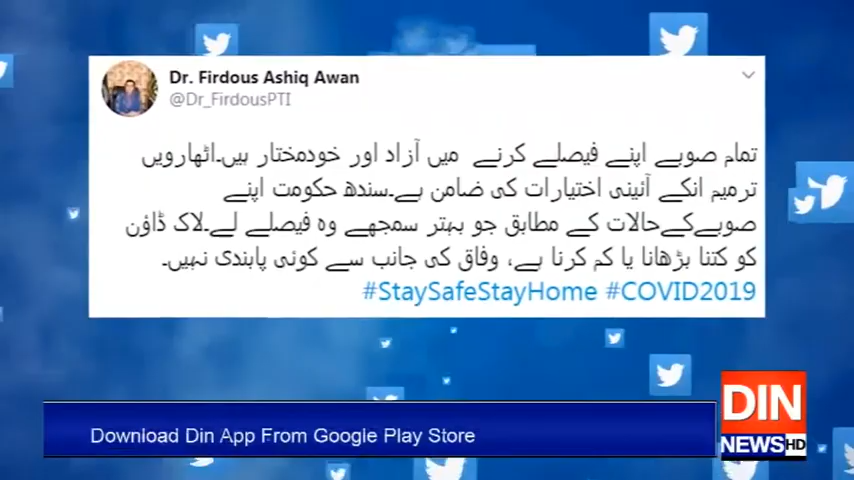 Dr. Firdous Ashiq Awan
@Dr_FirdousPTI
تمام صوبے اپنے فیصلے کرنے میں آزاد اور خودمختار ہیں۔اٹھارویں
ترمیم انکے آئینی اختیارات کی ضامن ہے۔سندھ حکومت اپنے
صوبےکےحالات کے مطابق جو بہتر سمجھے وہ فیصلے لے۔لاک ڈاؤن
کو کتنا بڑھانا یا کم کرنا ہے، وفاق کی جانب سے کوئی پابندی نہیں۔
#StaySafeStayHome #COVID2019
Download Din App From Google Play Store
DIN
NEWS HD